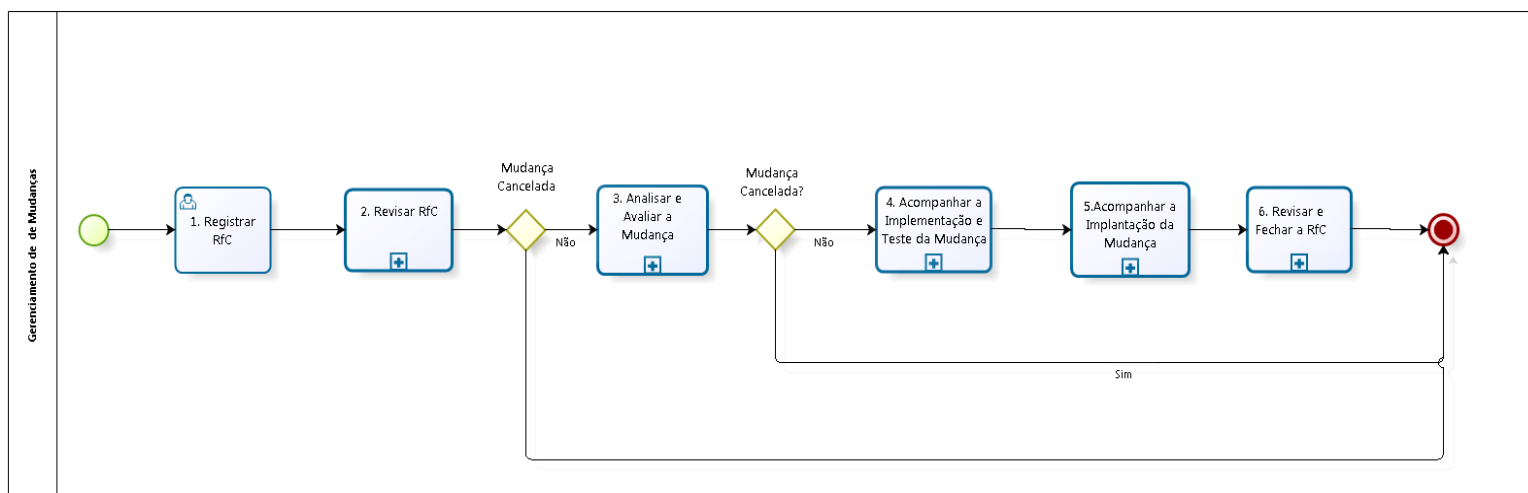 Gerenciamento de de Mudanças
1. Registrar
RfC
2. Revisar RfC
Mudança
Cancelada
Não
3. Analisar e
Avaliar a
Mudança
Mudança
Cancelada?
Não
4. Acompanhar a
Implementação e
Teste da Mudança
5.Acompanhar a
Implantação da
Mudança
6. Revisar e
Fechar a RfC
Sim